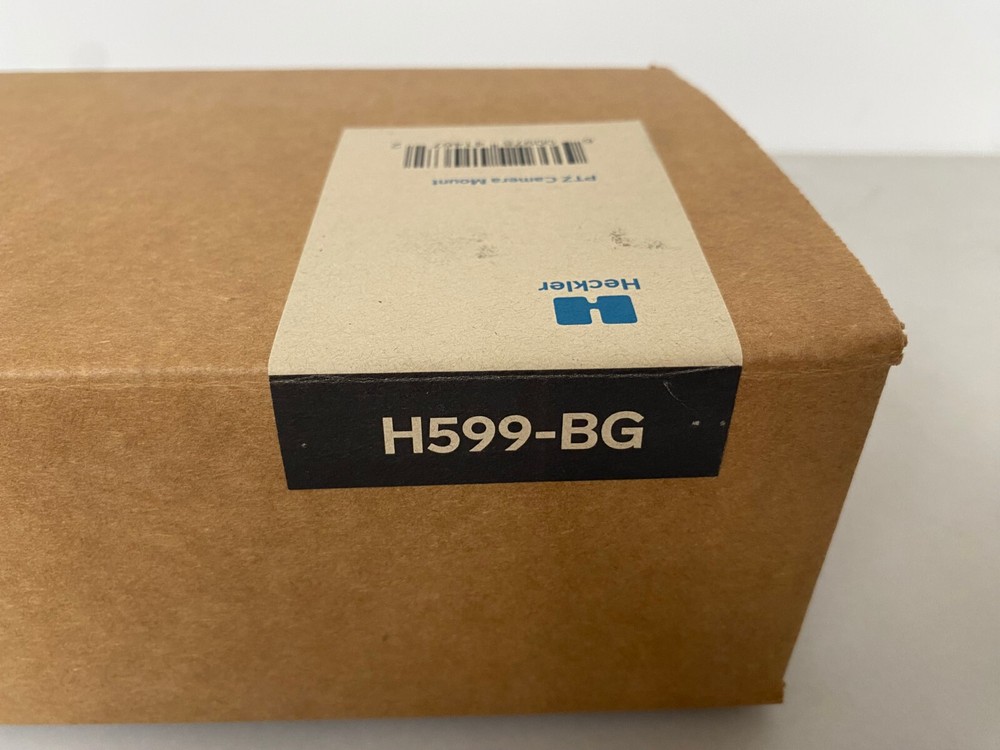 Heckler
PTZ Camera Mount
H599-BG